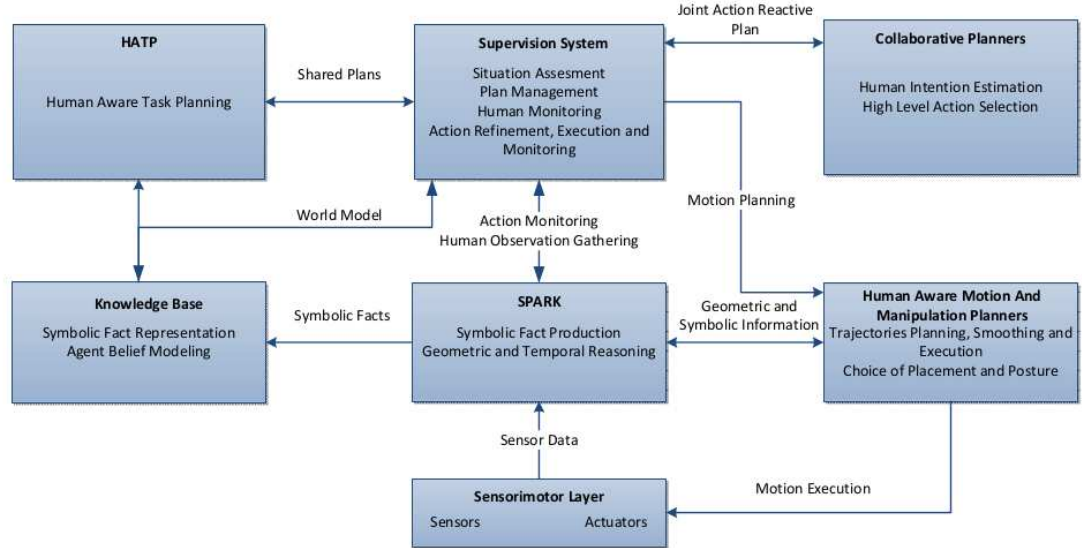 HATP
Human Aware Task Planning
Shared Plans
Supervision System
Situation Assesment
Plan Management
Human Monitoring
Action Refinement, Execution and
Monitoring
Joint Action Reactive
Plan
Collaborative Planners
Human Intention Estimation
High Level Action Selection
World Model
Action Monitoring
Human Observation Gathering
Motion Planning
Knowledge Base
Symbolic Fact Representation
Agent Belief Modeling
Symbolic Facts
SPARK
Symbolic Fact Production
Geometric and Temporal Reasoning
Geometric and
Symbolic Information
Human Aware Motion And
Manipulation Planners
Trajectories Planning, Smoothing and
Execution
Choice of Placement and Posture
Sensor Data
Sensorimotor Layer
Sensors
Actuators
Motion Execution